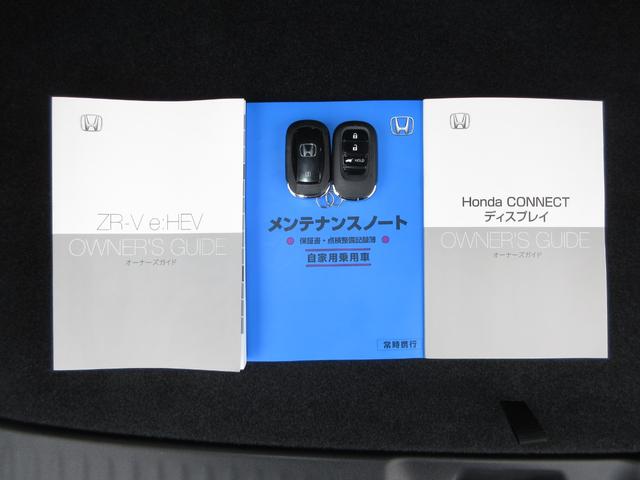 ZR-V e:HEV
OWNER'S GUIDE
オーナーズガイド
メンテナンスノート
保証書・点検整備記録簿
自家用乗用車
常時携行
HOLD
Honda CONNECT
ディスプレイ
OWNER'S GUIDE
オーナーズガイド